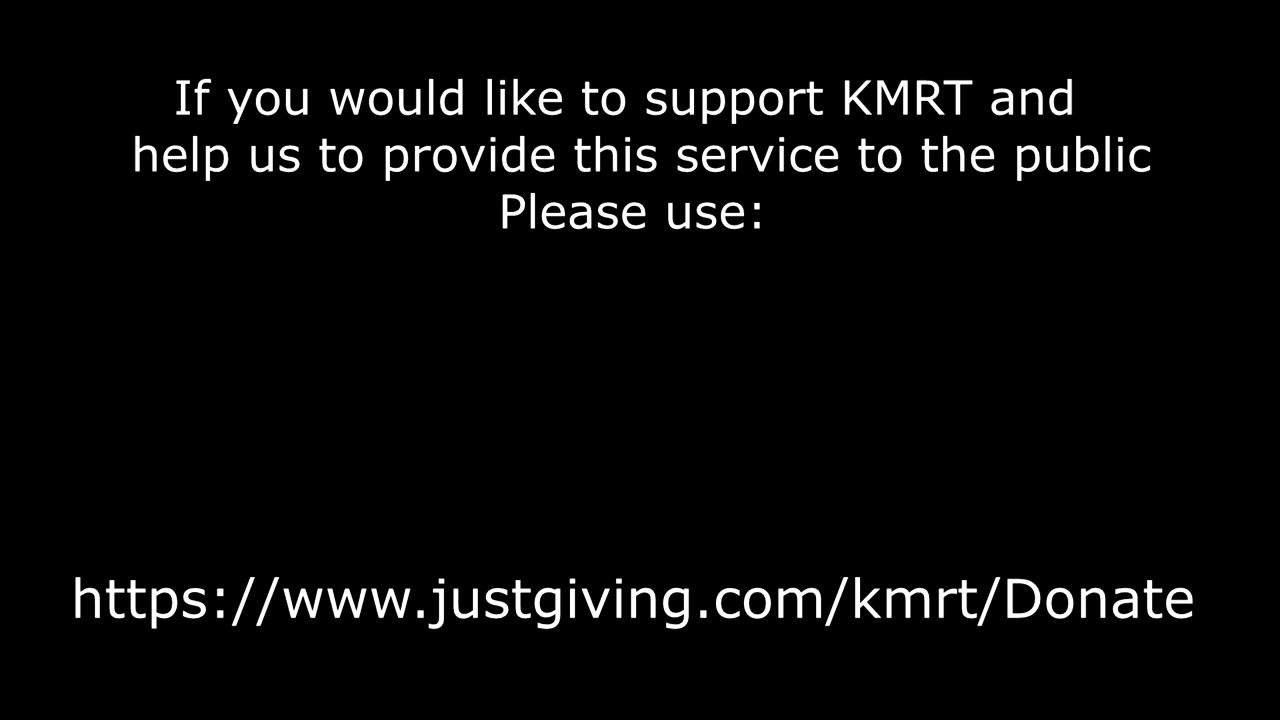 If you would like to support KMRT and
help us to provide this service to the public
Please use:
https://www.justgiving.com/kmrt/Donate